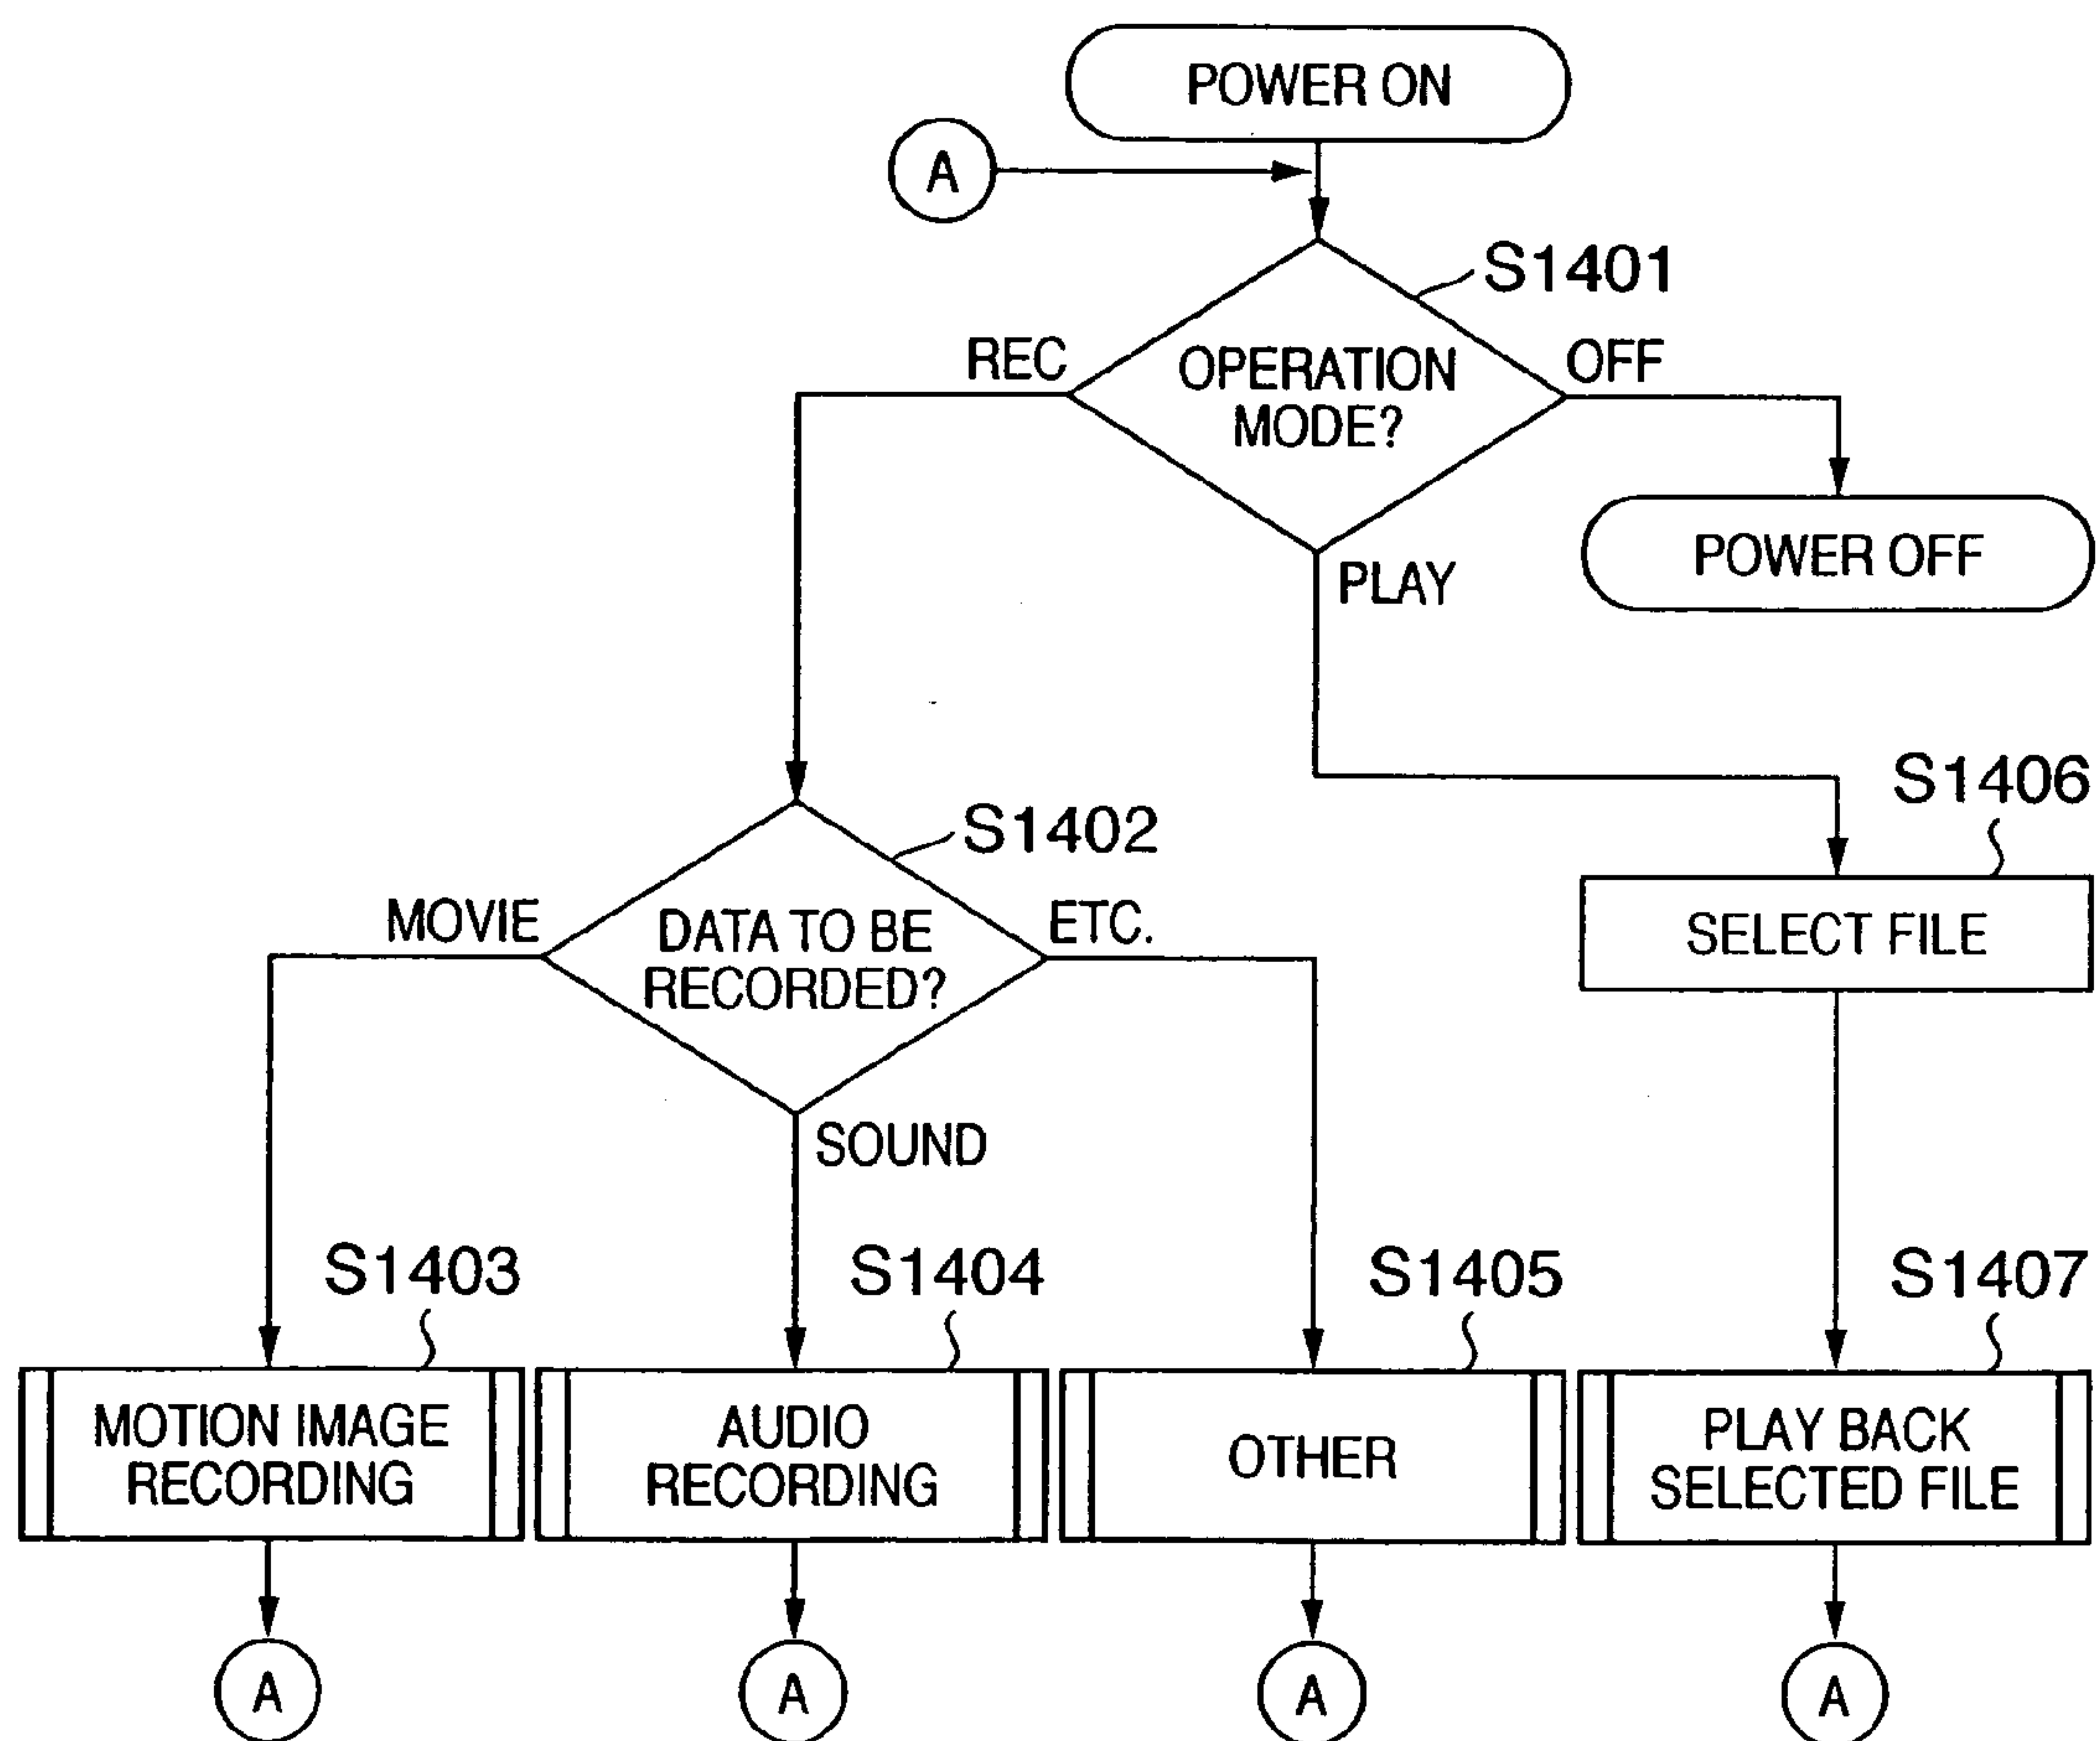 POWER ON
A
S1401
REC
OPERATION
MODE?
OFF
POWER OFF
PLAY
S1406
S1402
MOVIE
DATA TO BE
RECORDED?
ETC.
SELECT FILE
SOUND
S1403
S1404
S1405
S1407
MOTION IMAGE
RECORDING
AUDIO
RECORDING
OTHER
PLAY BACK
SELECTED FILE
A
A
A
A